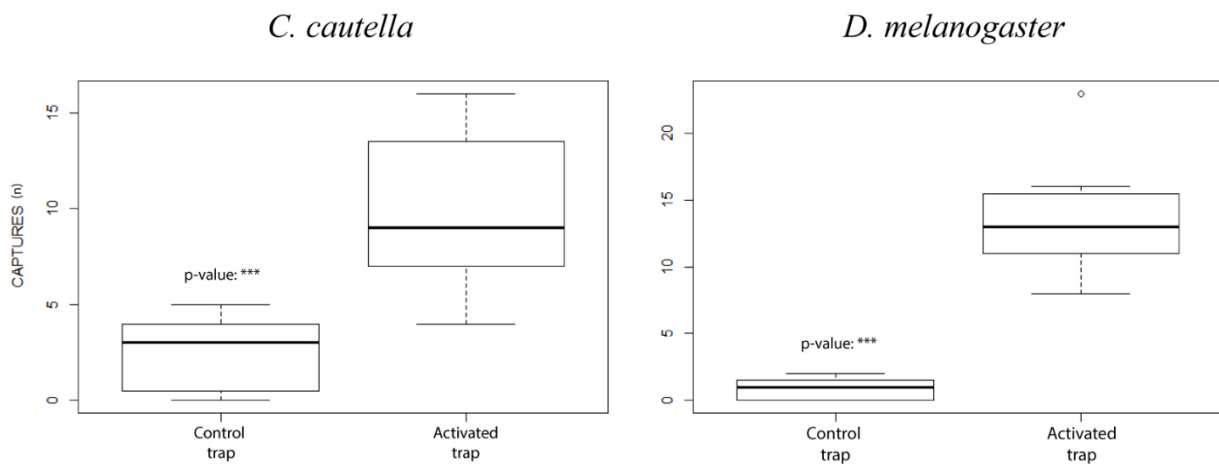 C. cautella
D. melanogaster
CAPTURES (n)
15
10
5
0
p-value: ***
Control
trap
Activated
trap
20
15
10
5
0
p-value: ***
Control
trap
Activated
trap